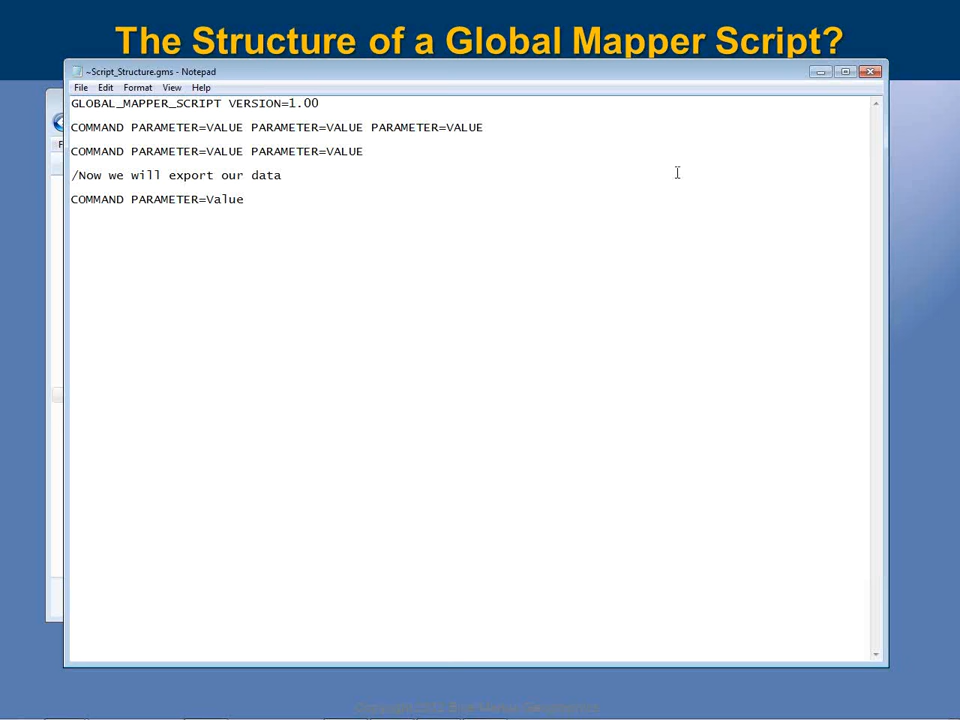 The Structure of a Global Mapper Script?
~Script_Structure.gms - Notepad
File Edit Format View Help
GLOBAL_MAPPER_SCRIPT VERSION=1.00
COMMAND PARAMETER=VALUE PARAMETER=VALUE PARAMETER=VALUE
COMMAND PARAMETER=VALUE PARAMETER=VALUE
/Now we will export our data
COMMAND PARAMETER=Value